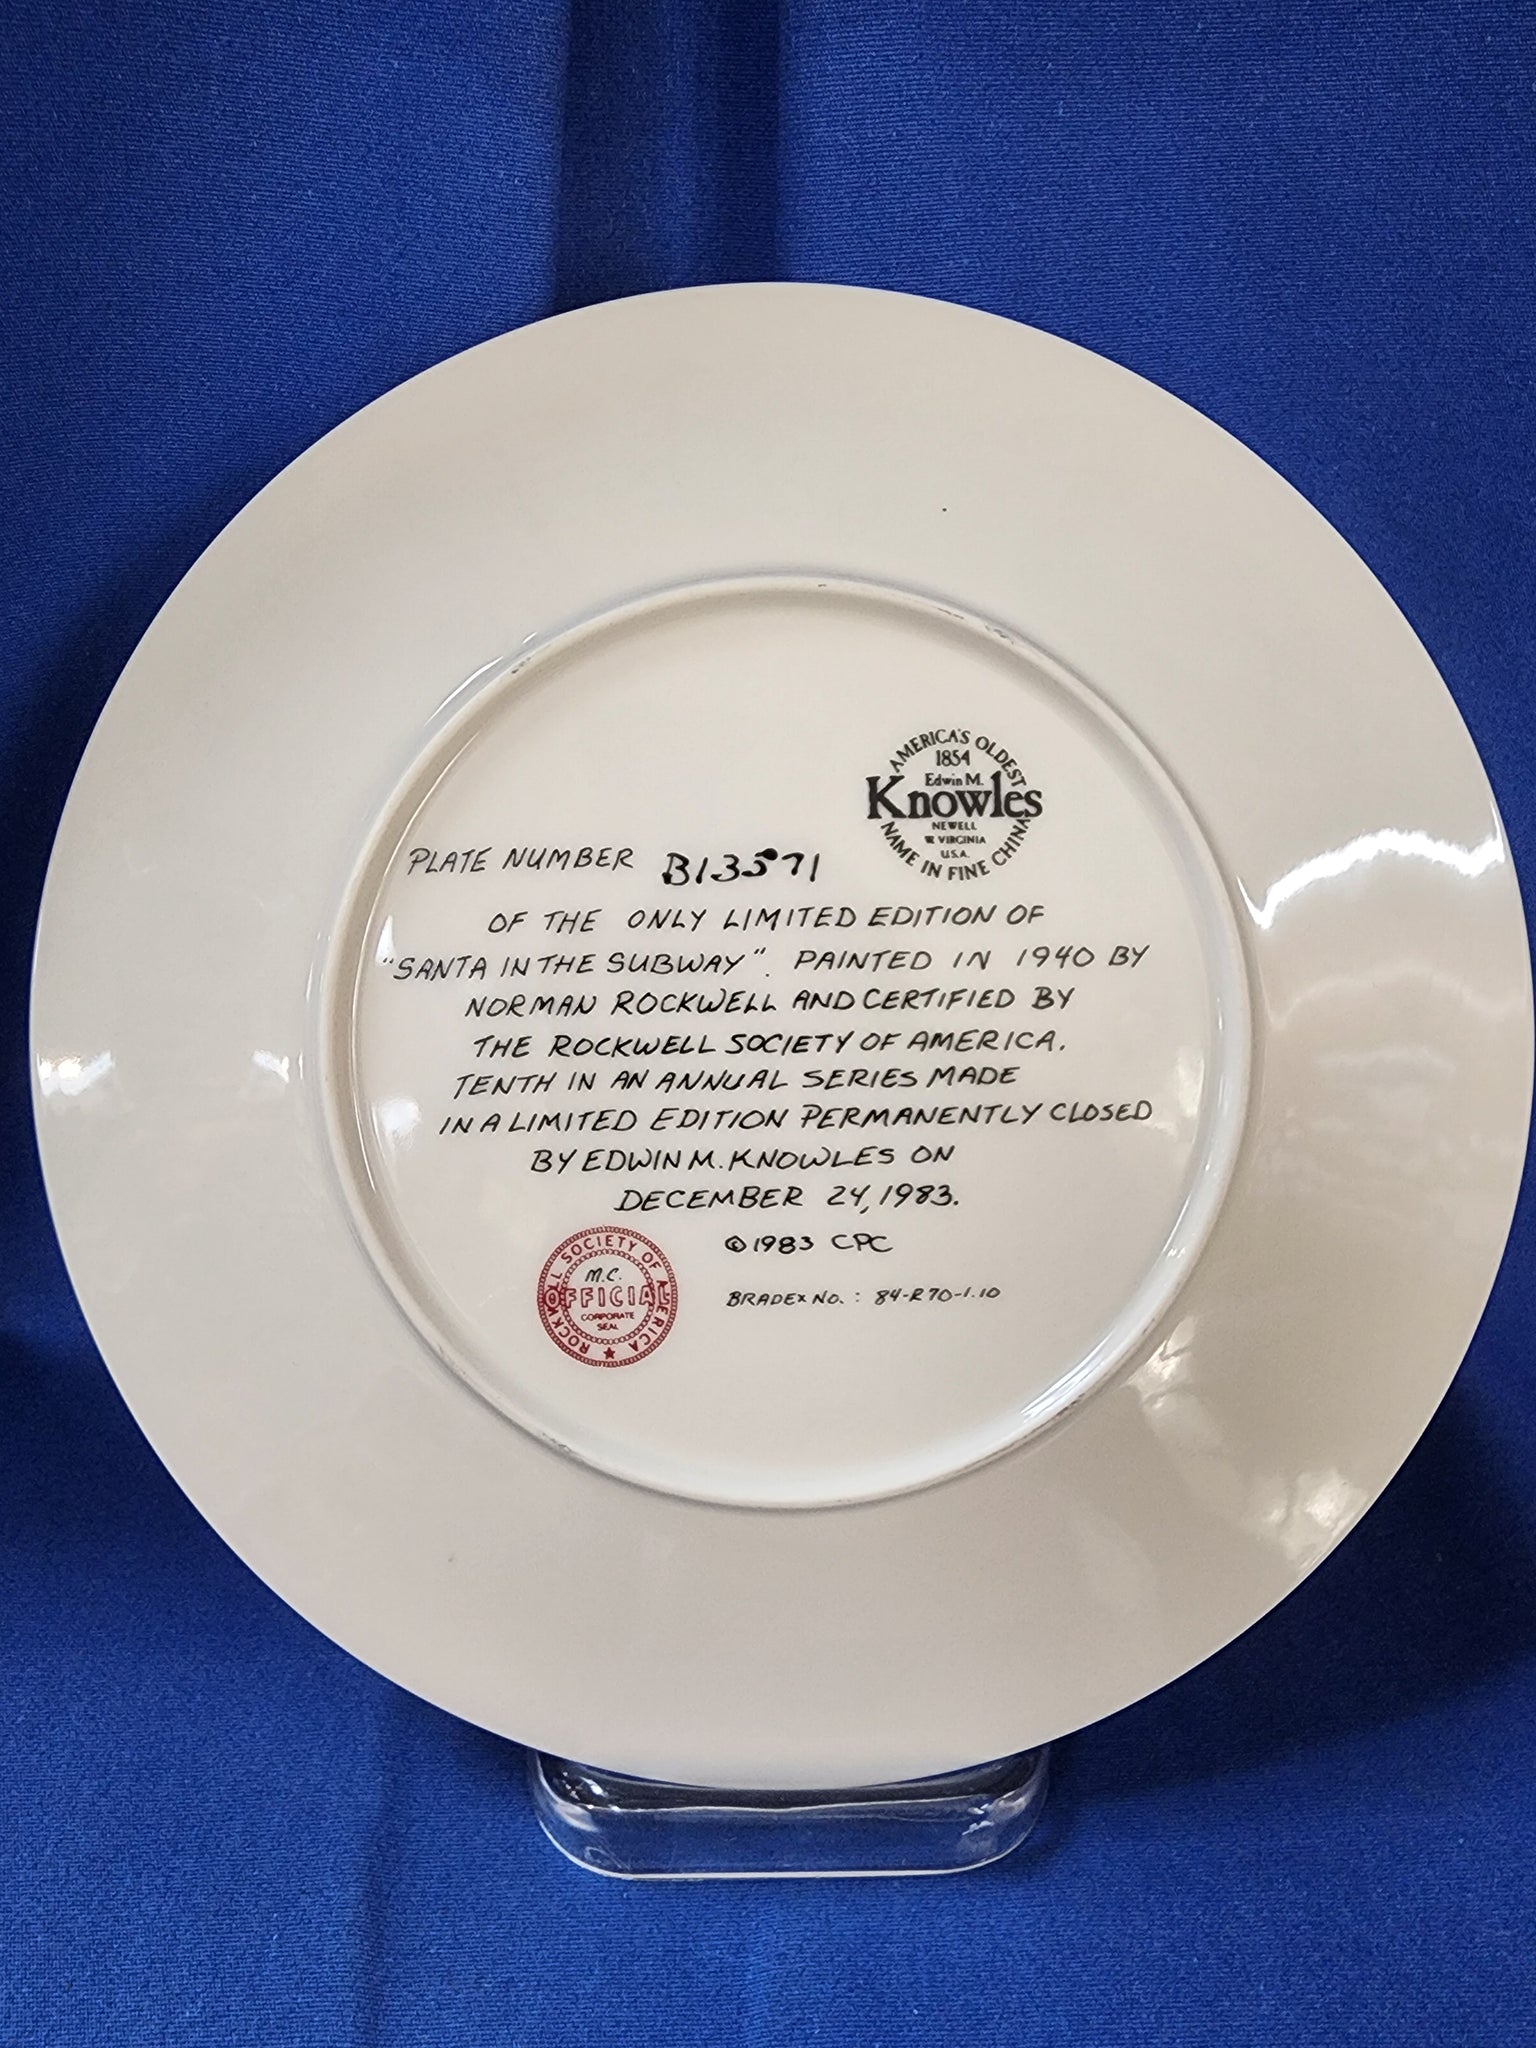 AMERICA'S OLDEST
1854
Edwin M.
Knowles
NEWELL
W. VIRGINIA
U.S.A.
NAME IN FINE CHINA
PLATE NUMBER B13571
OF THE ONLY LIMITED EDITION OF
"SANTA IN THE SUBWAY". PAINTED IN 1940 BY
NORMAN ROCKWELL AND CERTIFIED BY
THE ROCKWELL SOCIETY OF AMERICA.
TENTH IN AN ANNUAL SERIES MADE
IN A LIMITED EDITION PERMANENTLY CLOSED
BY EDWIN M. KNOWLES ON
DECEMBER 24, 1983.
©1983 CPC
BRADEX NO. : 84-R70-1.10
ROCKWELL SOCIETY OF AMERICA
M.C.
OFFICIAL
CORPORATE
SEAL